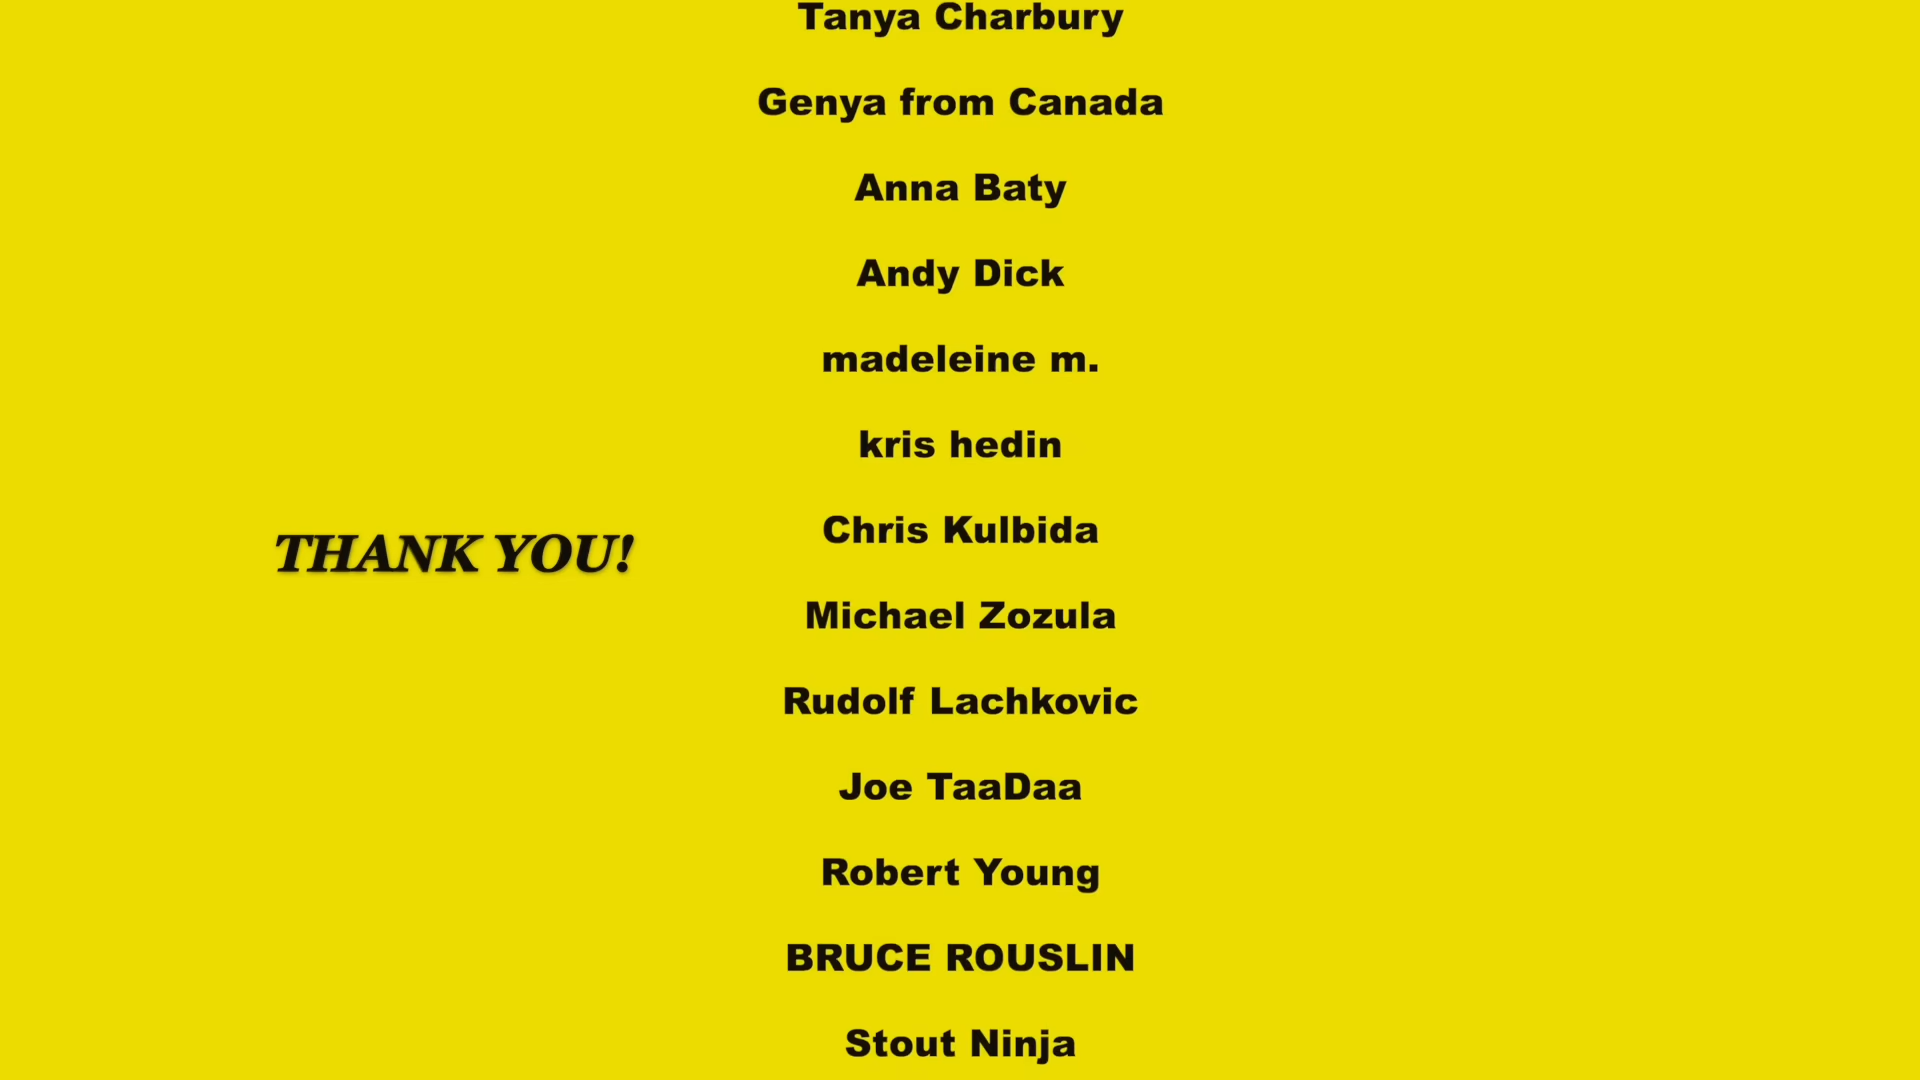 Tanya Charbury
Genya from Canada
Anna Baty
Andy Dick
madeleine m.
kris hedin
Chris Kulbida
THANK YOU!
Michael Zozula
Rudolf Lachkovic
Joe TaaDaa
Robert Young
BRUCE ROUSLIN
Stout Ninja